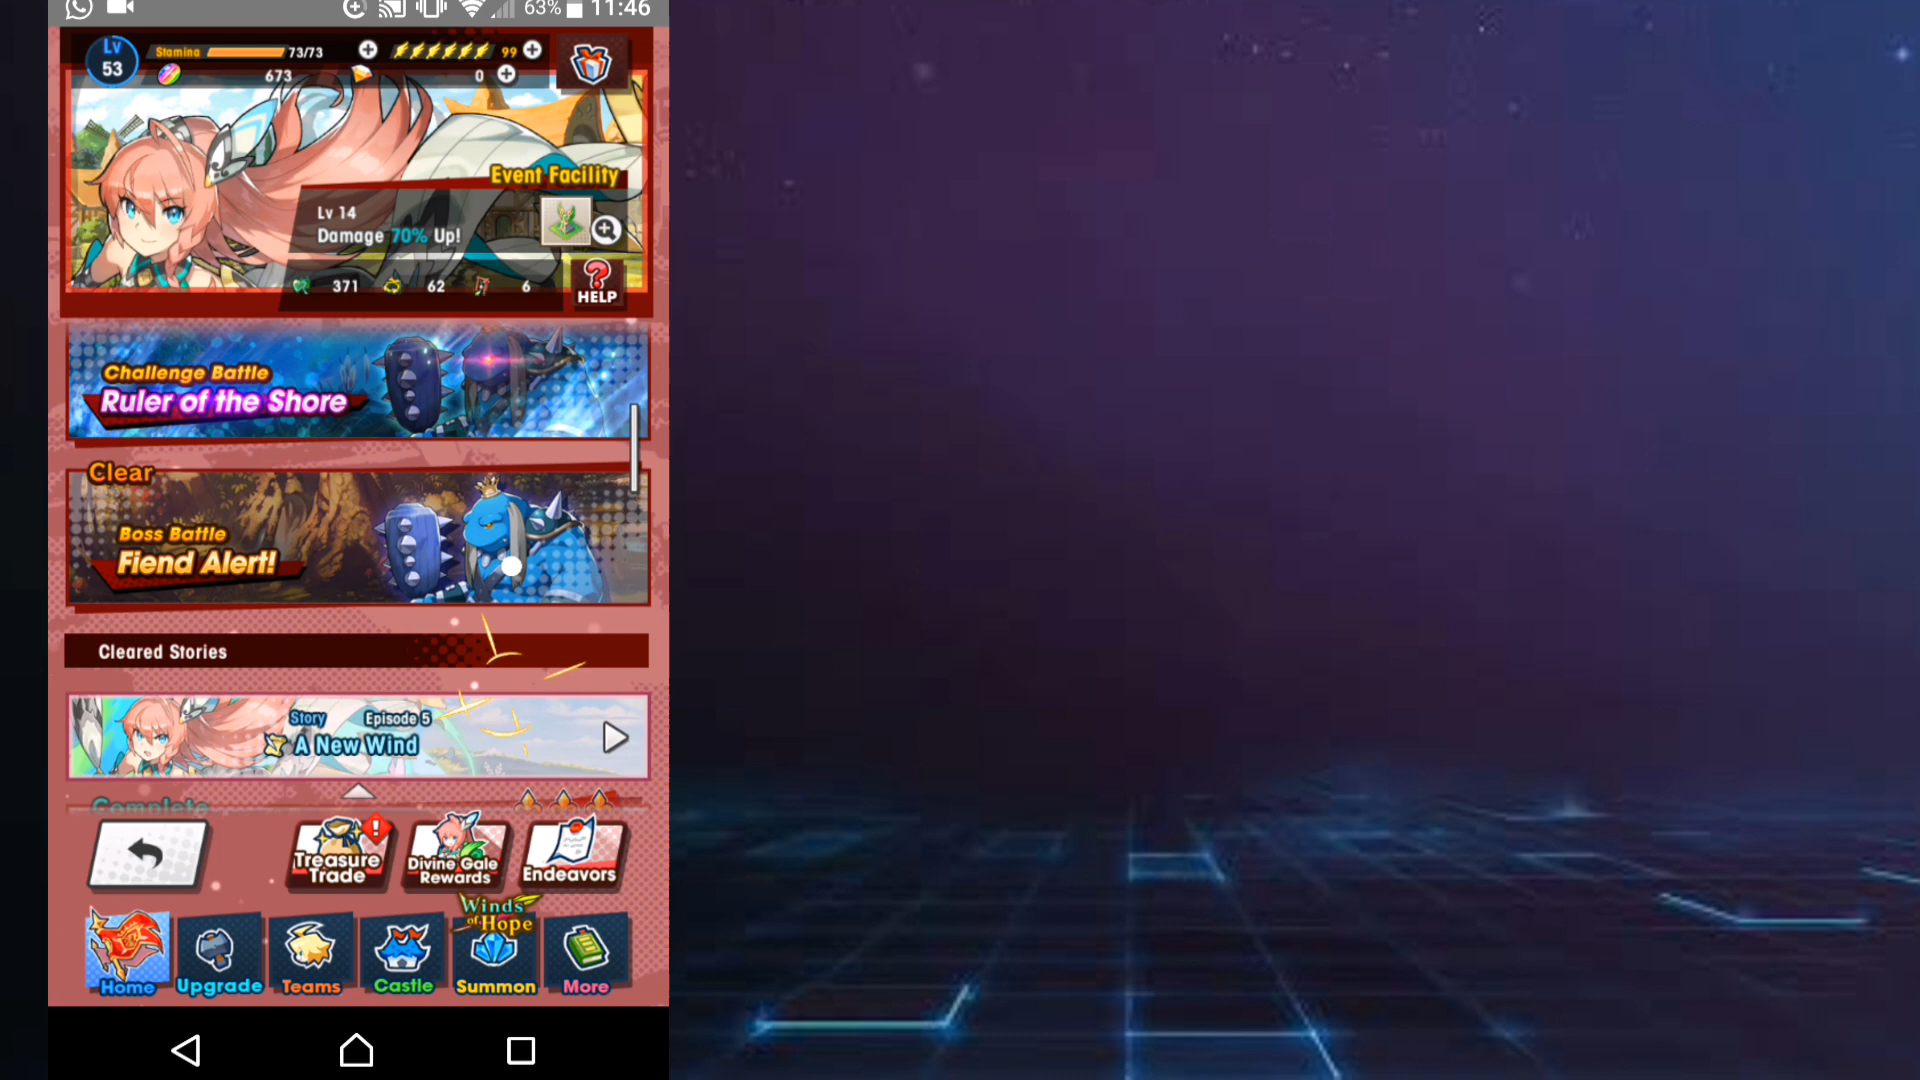 63% 11:46
Lv
53
Stamina 73/73 99
673 0
Event Facility
Lv 14
Damage 70% Up!
371 62 6
HELP
Challenge Battle
Ruler of the Shore
Clear
Boss Battle
Fiend Alert!
Cleared Stories
Story Episode 5
A New Wind
Complete
Treasure
Trade
Divine Gale
Rewards
Endeavors
Winds
of Hope
Home Upgrade Teams Castle Summon More